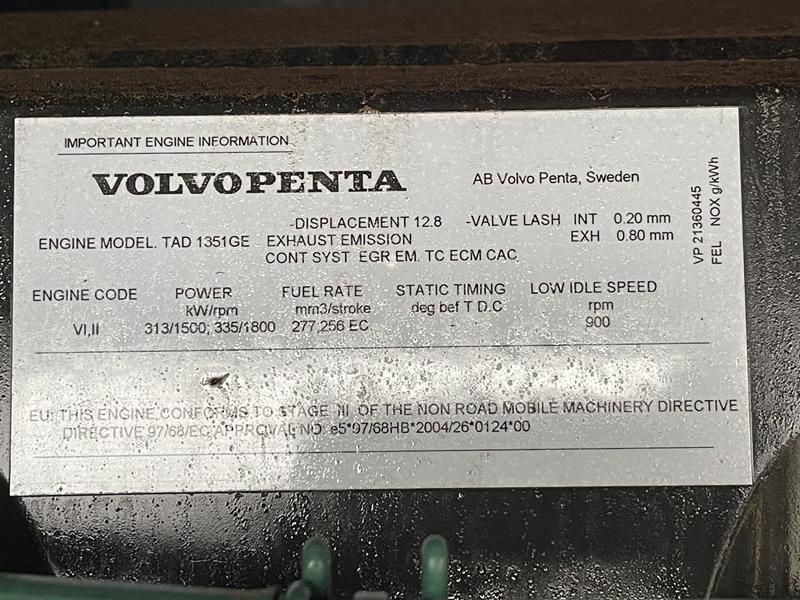 IMPORTANT ENGINE INFORMATION
VOLVO PENTA
AB Volvo Penta, Sweden
-DISPLACEMENT 12.8 -VALVE LASH INT 0.20 mm
ENGINE MODEL. TAD 1351GE EXHAUST EMISSION EXH 0.80 mm
CONT SYST EGR EM. TC ECM CAC
ENGINE CODE POWER FUEL RATE STATIC TIMING LOW IDLE SPEED
kW/rpm mm3/stroke deg bef T D.C rpm
VI,II 313/1500; 335/1800 277,256 EC - 900
EU: THIS ENGINE CONFORMS TO STAGE III OF THE NON ROAD MOBILE MACHINERY DIRECTIVE
DIRECTIVE 97/68/EC APPROVAL NO: e5*97/68HB*2004/26*0124*00
VP 21360445
FEL NOX g/kWh